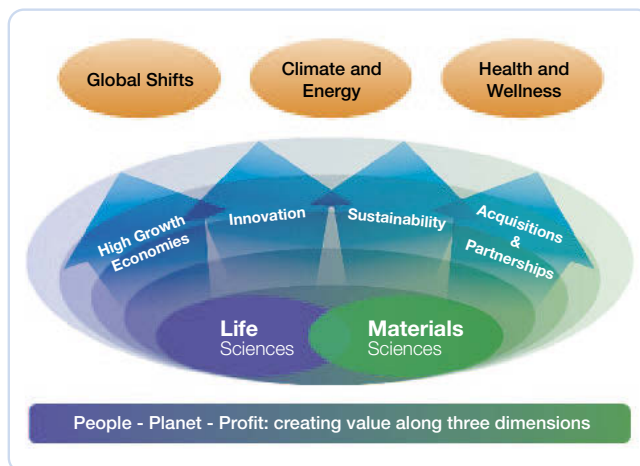 Global Shifts
Climate and
Energy
Health and
Wellness
High Growth
Economies
Innovation
Sustainability
Acquisitions
&
Partnerships
Life
Sciences
Materials
Sciences
People - Planet - Profit: creating value along three dimensions